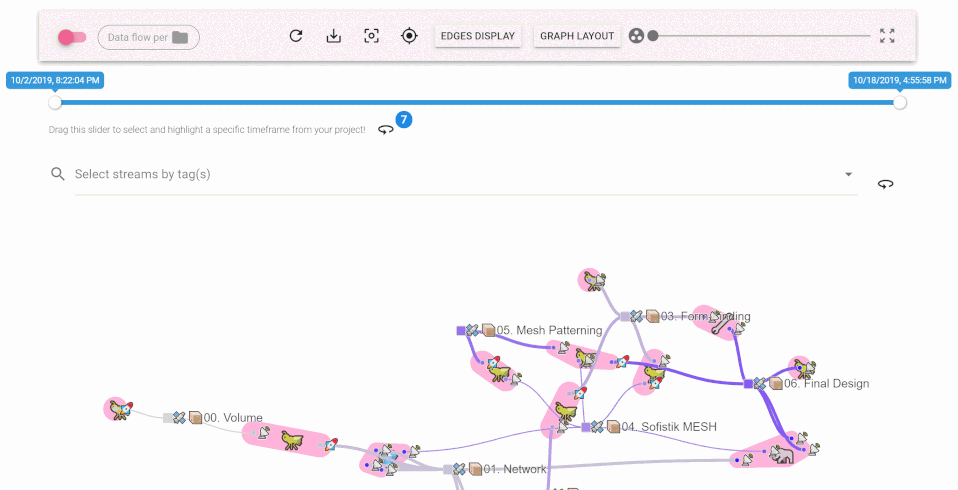 Data flow per
EDGES DISPLAY
GRAPH LAYOUT
10/2/2019, 8:22:04 PM
10/18/2019, 4:55:58 PM
Drag this slider to select and highlight a specific timeframe from your project!
7
Select streams by tag(s)
03. Form Finding
05. Mesh Patterning
06. Final Design
00. Volume
04. Sofistik MESH
01. Network